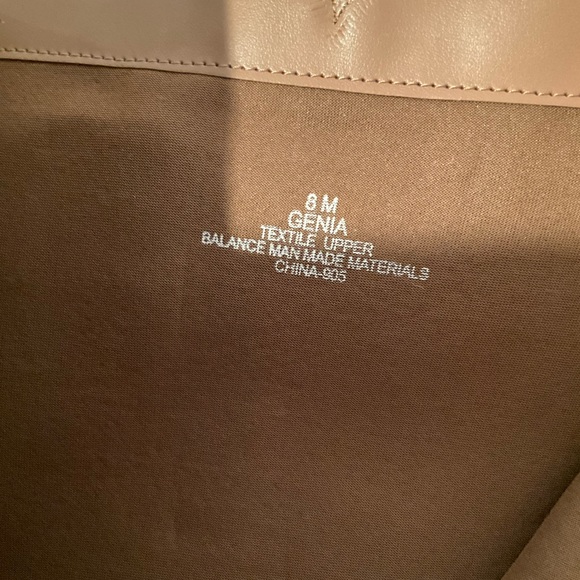 8 M
GENIA
TEXTILE UPPER
BALANCE MAN MADE MATERIALS
CHINA-905